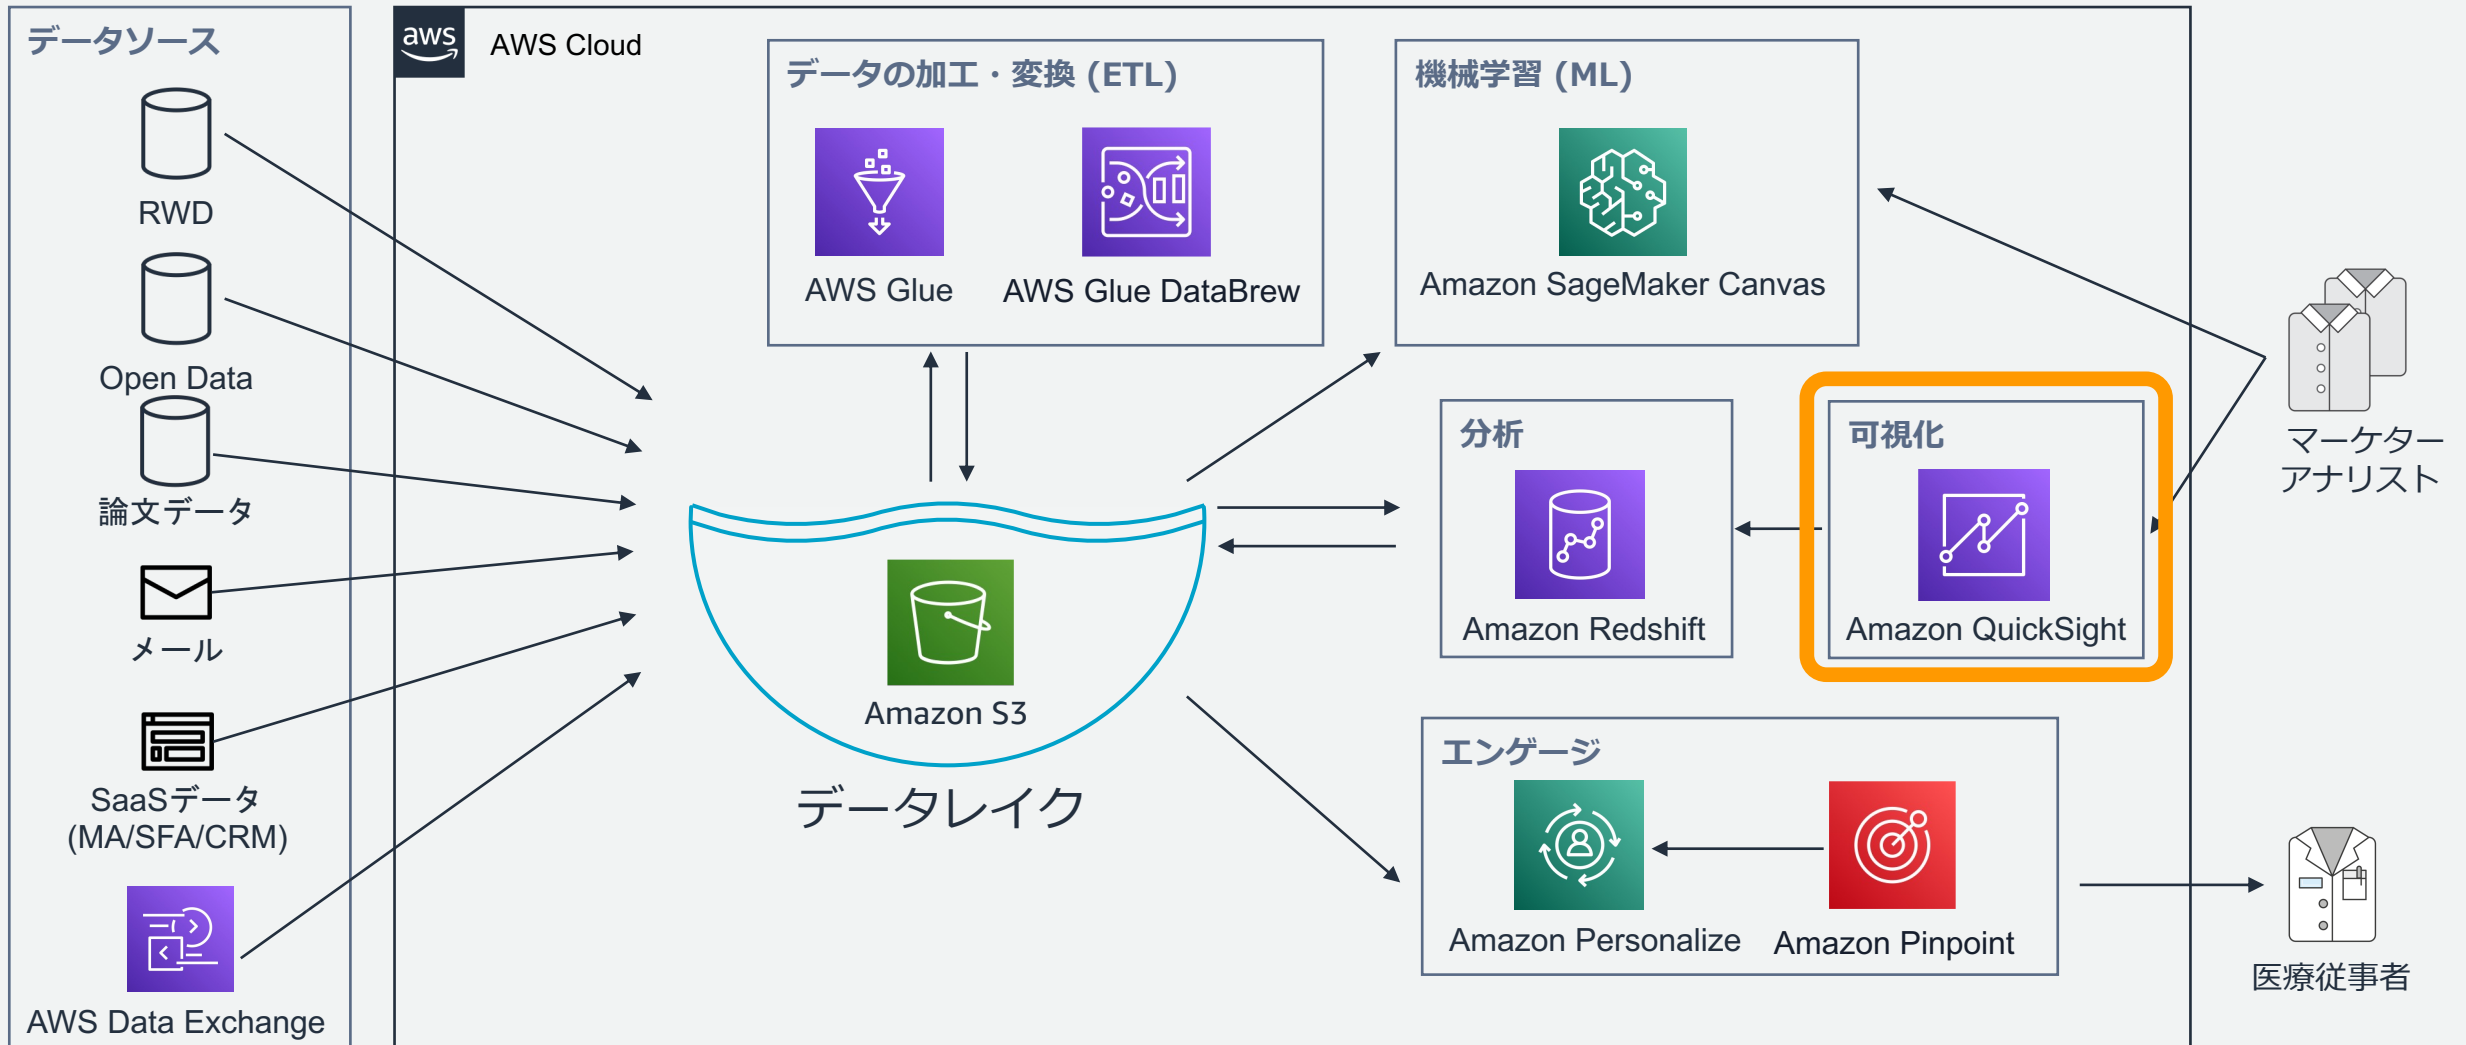 データソース
RWD
Open Data
論文データ
メール
SaaSデータ
(MA/SFA/CRM)
AWS Data Exchange
aws
AWS Cloud
データの加工・変換 (ETL)
AWS Glue
AWS Glue DataBrew
機械学習 (ML)
Amazon SageMaker Canvas
Amazon S3
データレイク
分析
Amazon Redshift
可視化
Amazon QuickSight
エンゲージ
Amazon Personalize
Amazon Pinpoint
マーケター
アナリスト
医療従事者